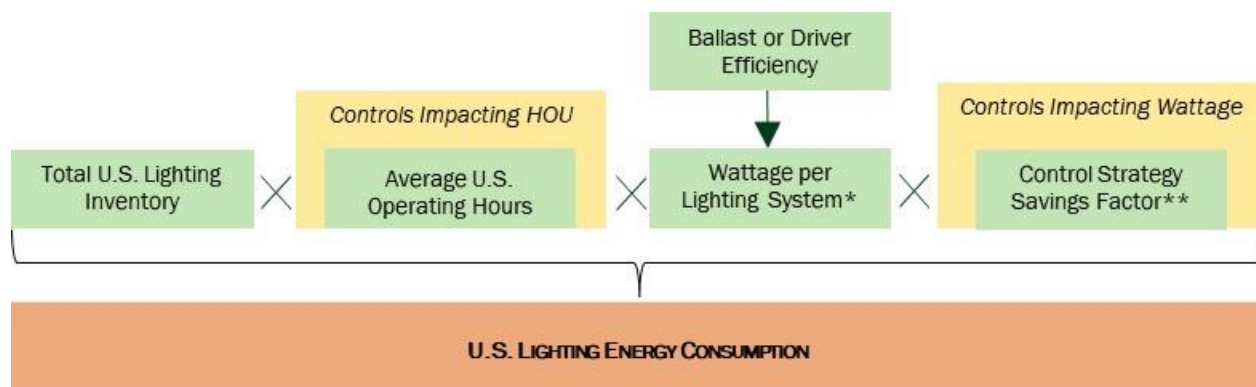 Ballast or Driver
Efficiency
Controls Impacting HOU
Controls Impacting Wattage
Total U.S. Lighting
Inventory
Average U.S.
Operating Hours
Wattage per
Lighting System*
Control Strategy
Savings Factor**
U.S. LIGHTING ENERGY CONSUMPTION